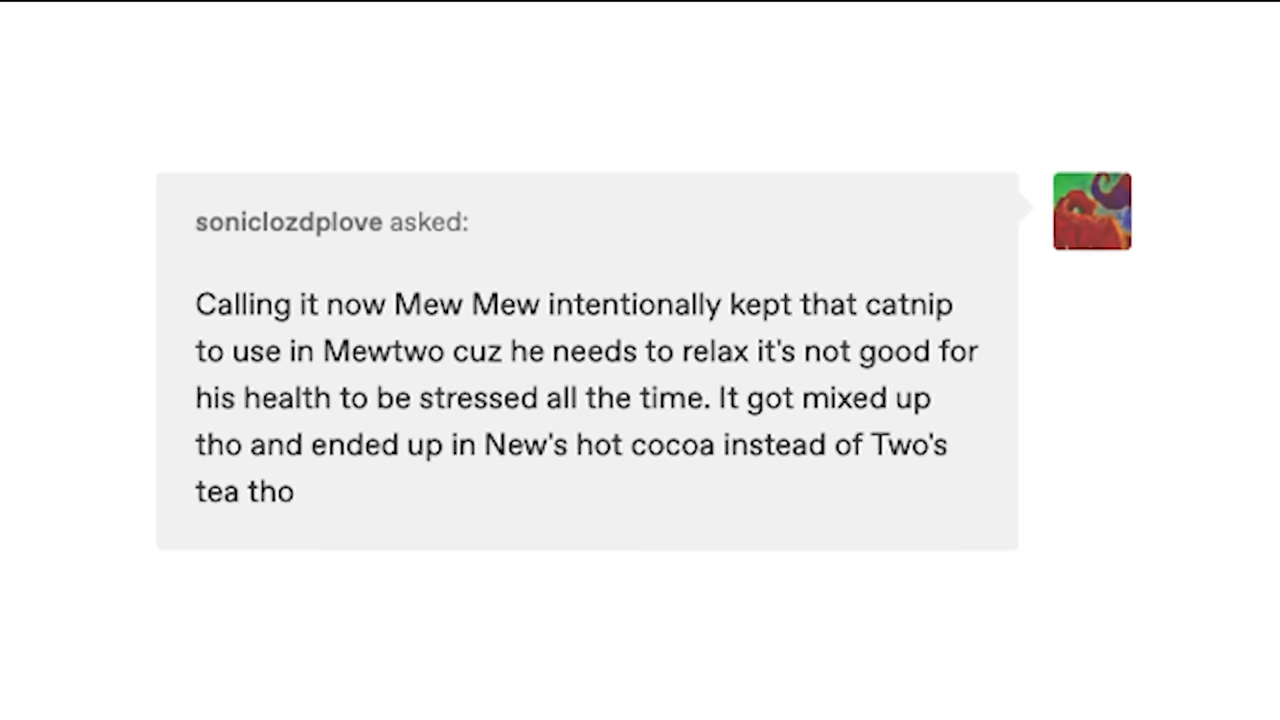 soniclozdplove asked:
Calling it now Mew Mew intentionally kept that catnip
to use in Mewtwo cuz he needs to relax it's not good for
his health to be stressed all the time. It got mixed up
tho and ended up in New's hot cocoa instead of Two's
tea tho